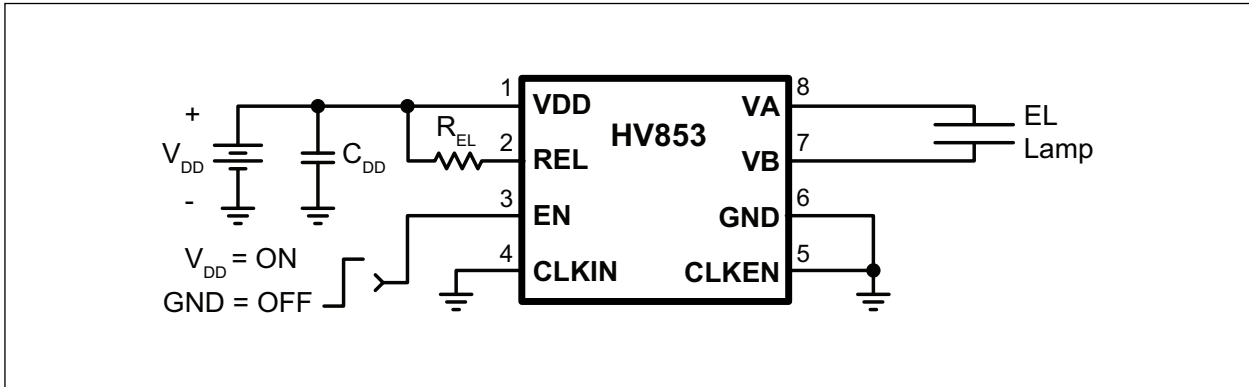 1
VDD
2
REL
3
EN
4
CLKIN
HV853
8
VA
7
VB
6
GND
5
CLKEN
+
V_DD
-
C_DD
R_EL
EL
Lamp
V_DD = ON
GND = OFF